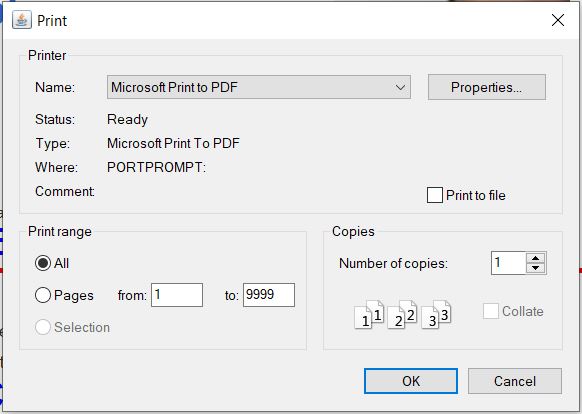 Print
Printer
Name: Microsoft Print to PDF Properties...
Status: Ready
Type: Microsoft Print To PDF
Where: PORTPROMPT:
Comment:
Print to file
Print range
All
Pages from: 1 to: 9999
Selection
Copies
Number of copies: 1
1 1 2 2 3 3
Collate
OK Cancel